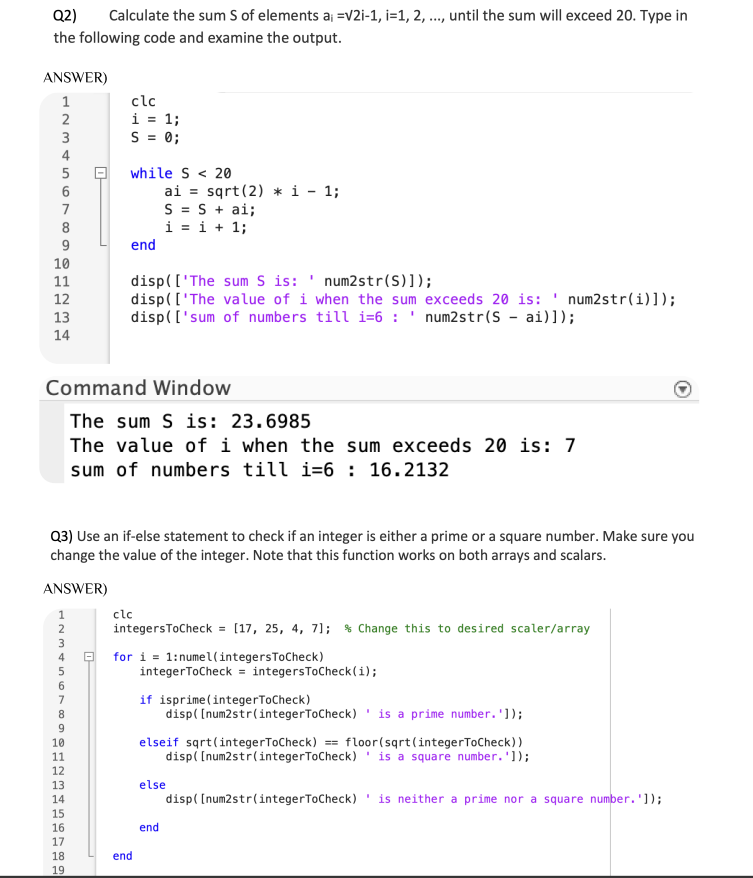 Q2) Calculate the sum S of elements aᵢ =√2i-1, i=1, 2, ..., until the sum will exceed 20. Type in
the following code and examine the output.
ANSWER)
1 clc
2 i = 1;
3 S = 0;
4
5 while S < 20
6 ai = sqrt(2) * i - 1;
7 S = S + ai;
8 i = i + 1;
9 end
10
11 disp(['The sum S is: ' num2str(S)]);
12 disp(['The value of i when the sum exceeds 20 is: ' num2str(i)]);
13 disp(['sum of numbers till i=6 : ' num2str(S - ai)]);
14
Command Window
The sum S is: 23.6985
The value of i when the sum exceeds 20 is: 7
sum of numbers till i=6 : 16.2132
Q3) Use an if-else statement to check if an integer is either a prime or a square number. Make sure you
change the value of the integer. Note that this function works on both arrays and scalars.
ANSWER)
1 clc
2 integersToCheck = [17, 25, 4, 7]; % Change this to desired scaler/array
3
4 for i = 1:numel(integersToCheck)
5 integerToCheck = integersToCheck(i);
6
7 if isprime(integerToCheck)
8 disp([num2str(integerToCheck) ' is a prime number.']);
9
10 elseif sqrt(integerToCheck) == floor(sqrt(integerToCheck))
11 disp([num2str(integerToCheck) ' is a square number.']);
12
13 else
14 disp([num2str(integerToCheck) ' is neither a prime nor a square number.']);
15
16 end
17
18 end
19